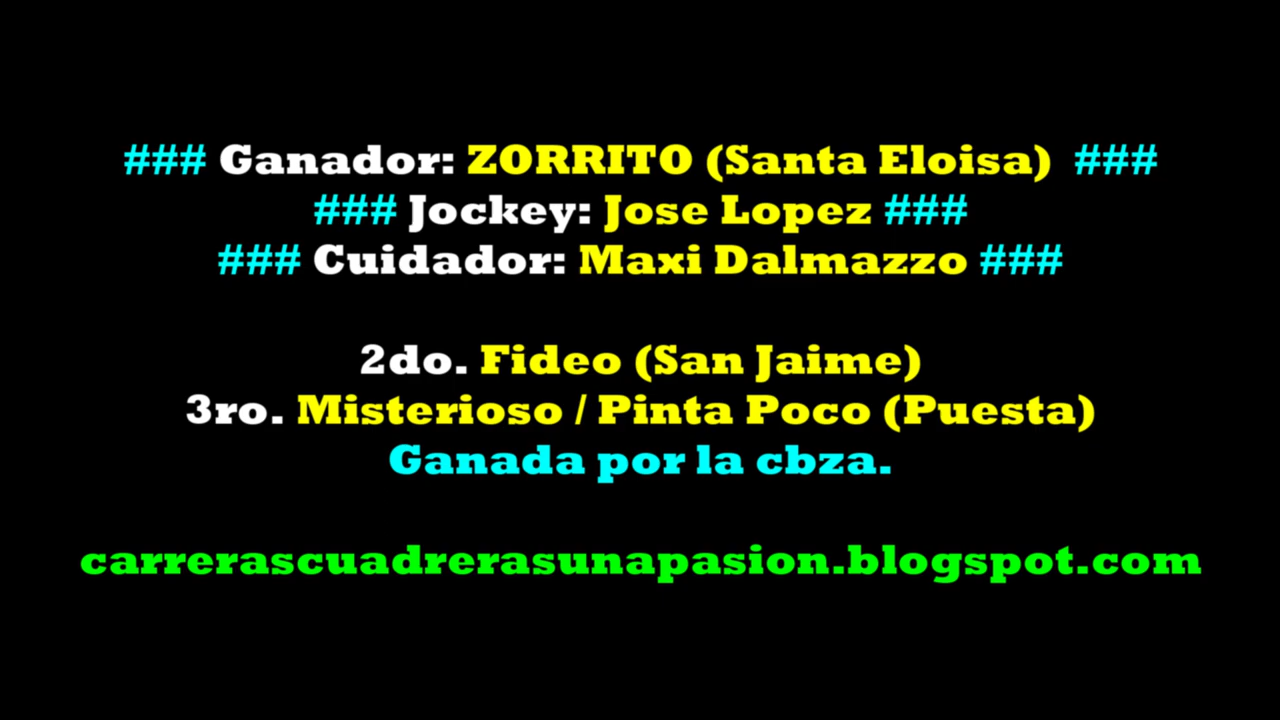 ### Ganador: ZORRITO (Santa Eloisa) ###
### Jockey: Jose Lopez ###
### Cuidador: Maxi Dalmazzo ###
2do. Fideo (San Jaime)
3ro. Misterioso / Pinta Poco (Puesta)
Ganada por la cbza.
carrerascuadrerasunapasion.blogspot.com